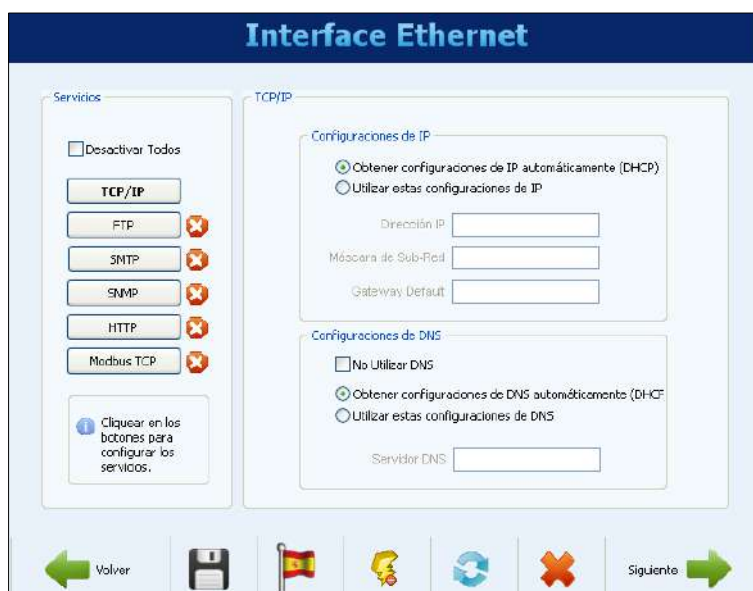 Interface Ethernet
Servicios
Desactivar Todos
TCP/IP
FTP
SMTP
SNMP
HTTP
Modbus TCP
Cliquear en los
botones para
configurar los
servicios.
TCP/IP
Configuraciones de IP
Obtener configuraciones de IP automáticamente (DHCP)
Utilizar estas configuraciones de IP
Dirección IP
Máscara de Sub-Red
Gateway Default
Configuraciones de DNS
No Utilizar DNS
Obtener configuraciones de DNS automáticamente (DHCF
Utilizar estas configuraciones de DNS
Servidor DNS
Volver
Siguiente